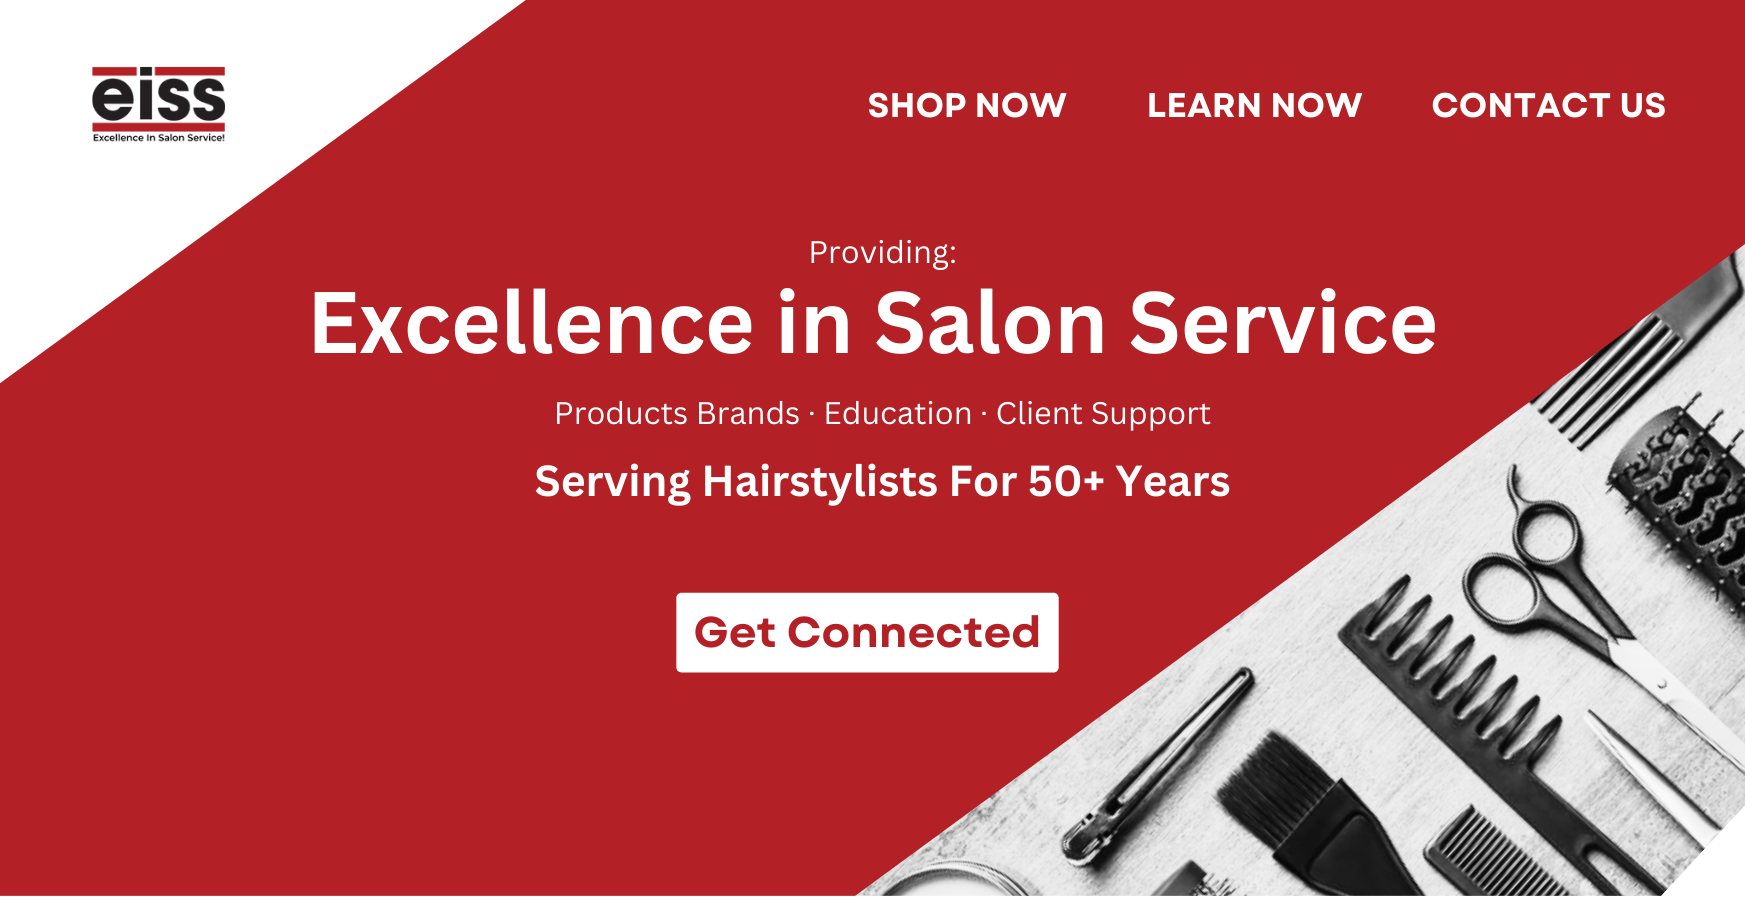 eiss
Excellence In Salon Service!
SHOP NOW LEARN NOW CONTACT US
Providing:
Excellence in Salon Service
Products Brands · Education · Client Support
Serving Hairstylists For 50+ Years
Get Connected